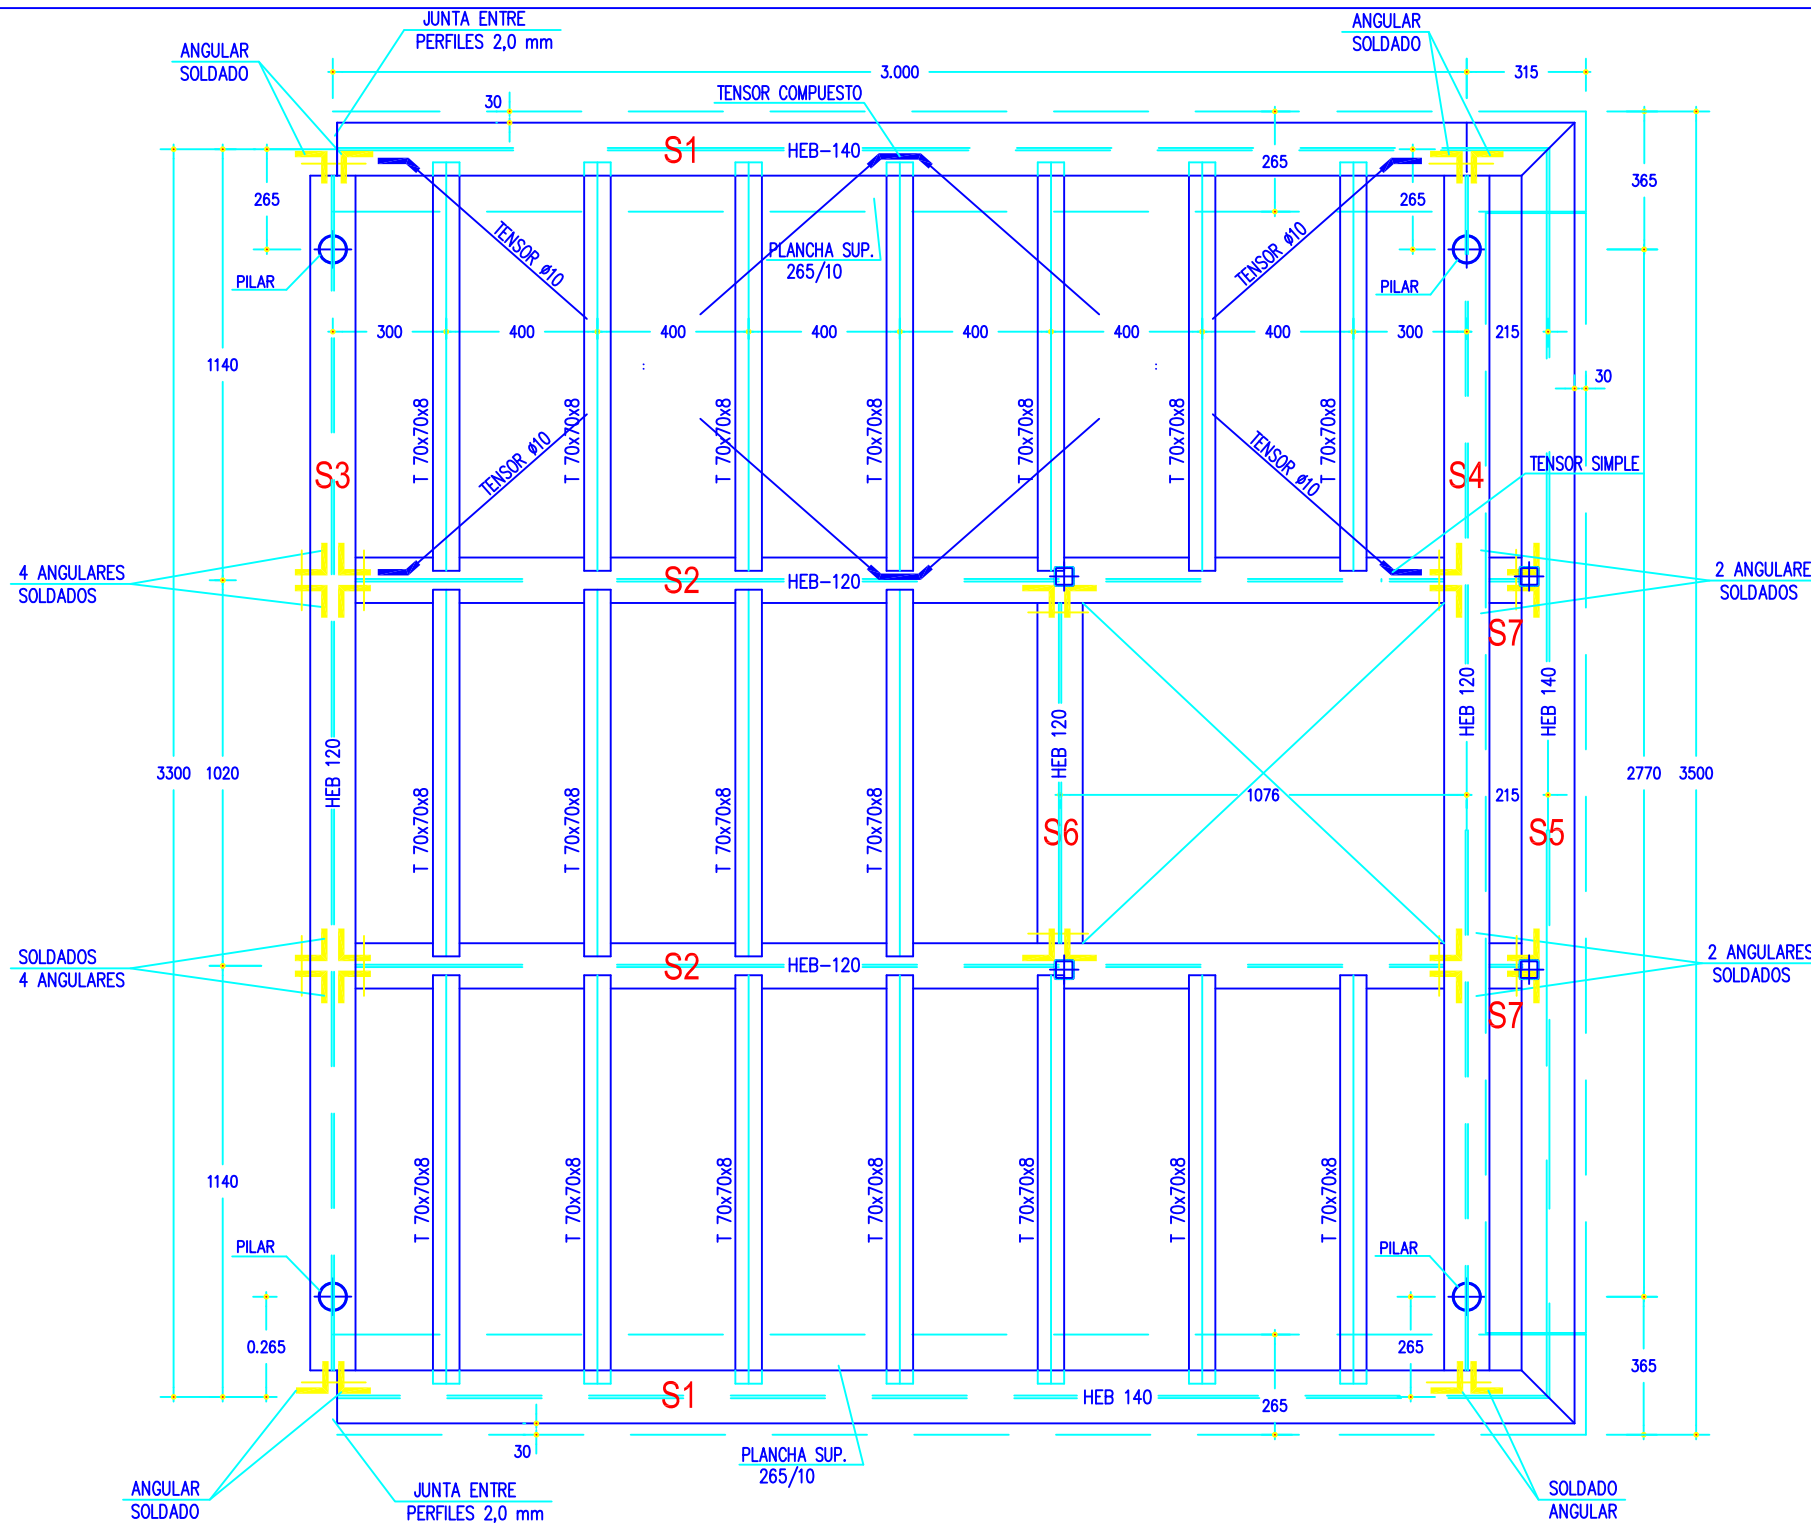 JUNTA ENTRE
PERFILES 2,0 mm
ANGULAR
SOLDADO
ANGULAR
SOLDADO
3.000
315
30
TENSOR COMPUESTO
S1
HEB-140
265
265
265
365
TENSOR ø10
PLANCHA SUP.
265/10
TENSOR ø10
PILAR
PILAR
300
400
400
400
400
400
400
300
215
1140
30
T 70x70x8
T 70x70x8
T 70x70x8
T 70x70x8
T 70x70x8
T 70x70x8
T 70x70x8
TENSOR ø10
TENSOR ø10
S3
S4
TENSOR SIMPLE
4 ANGULARES
SOLDADOS
S2
HEB-120
2 ANGULARE
SOLDADOS
S7
HEB 120
HEB 120
HEB 120
HEB 140
3300
1020
2770
3500
1076
215
T 70x70x8
T 70x70x8
T 70x70x8
T 70x70x8
S6
S5
SOLDADOS
4 ANGULARES
S2
HEB-120
2 ANGULARES
SOLDADOS
S7
1140
T 70x70x8
T 70x70x8
T 70x70x8
T 70x70x8
T 70x70x8
T 70x70x8
T 70x70x8
PILAR
PILAR
0.265
265
365
S1
HEB 140
265
30
PLANCHA SUP.
265/10
ANGULAR
SOLDADO
JUNTA ENTRE
PERFILES 2,0 mm
SOLDADO
ANGULAR